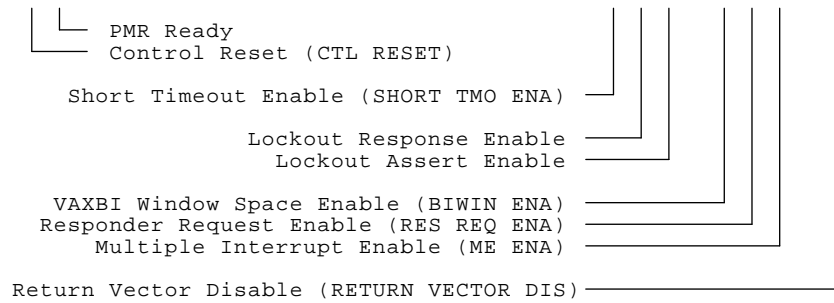 PMR Ready
Control Reset (CTL RESET)
Short Timeout Enable (SHORT TMO ENA)
Lockout Response Enable
Lockout Assert Enable
VAXBI Window Space Enable (BIWIN ENA)
Responder Request Enable (RES REQ ENA)
Multiple Interrupt Enable (ME ENA)
Return Vector Disable (RETURN VECTOR DIS)